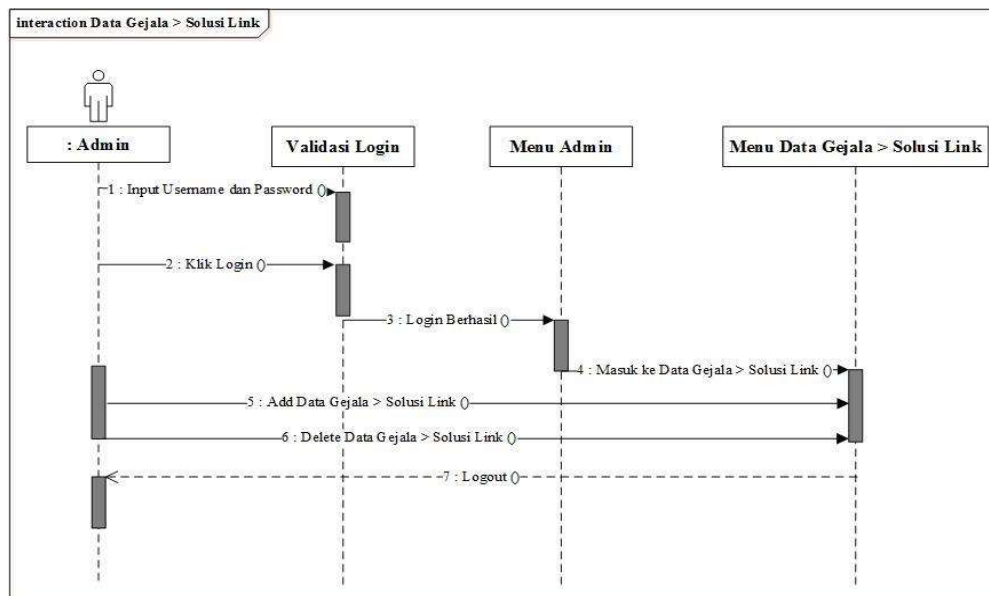 interaction Data Gejala > Solusi Link
: Admin
Validasi Login
Menu Admin
Menu Data Gejala > Solusi Link
1 : Input Username dan Password ()
2 : Klik Login ()
3 : Login Berhasil ()
4 : Masuk ke Data Gejala > Solusi Link ()
5 : Add Data Gejala > Solusi Link ()
6 : Delete Data Gejala > Solusi Link ()
7 : Logout ()